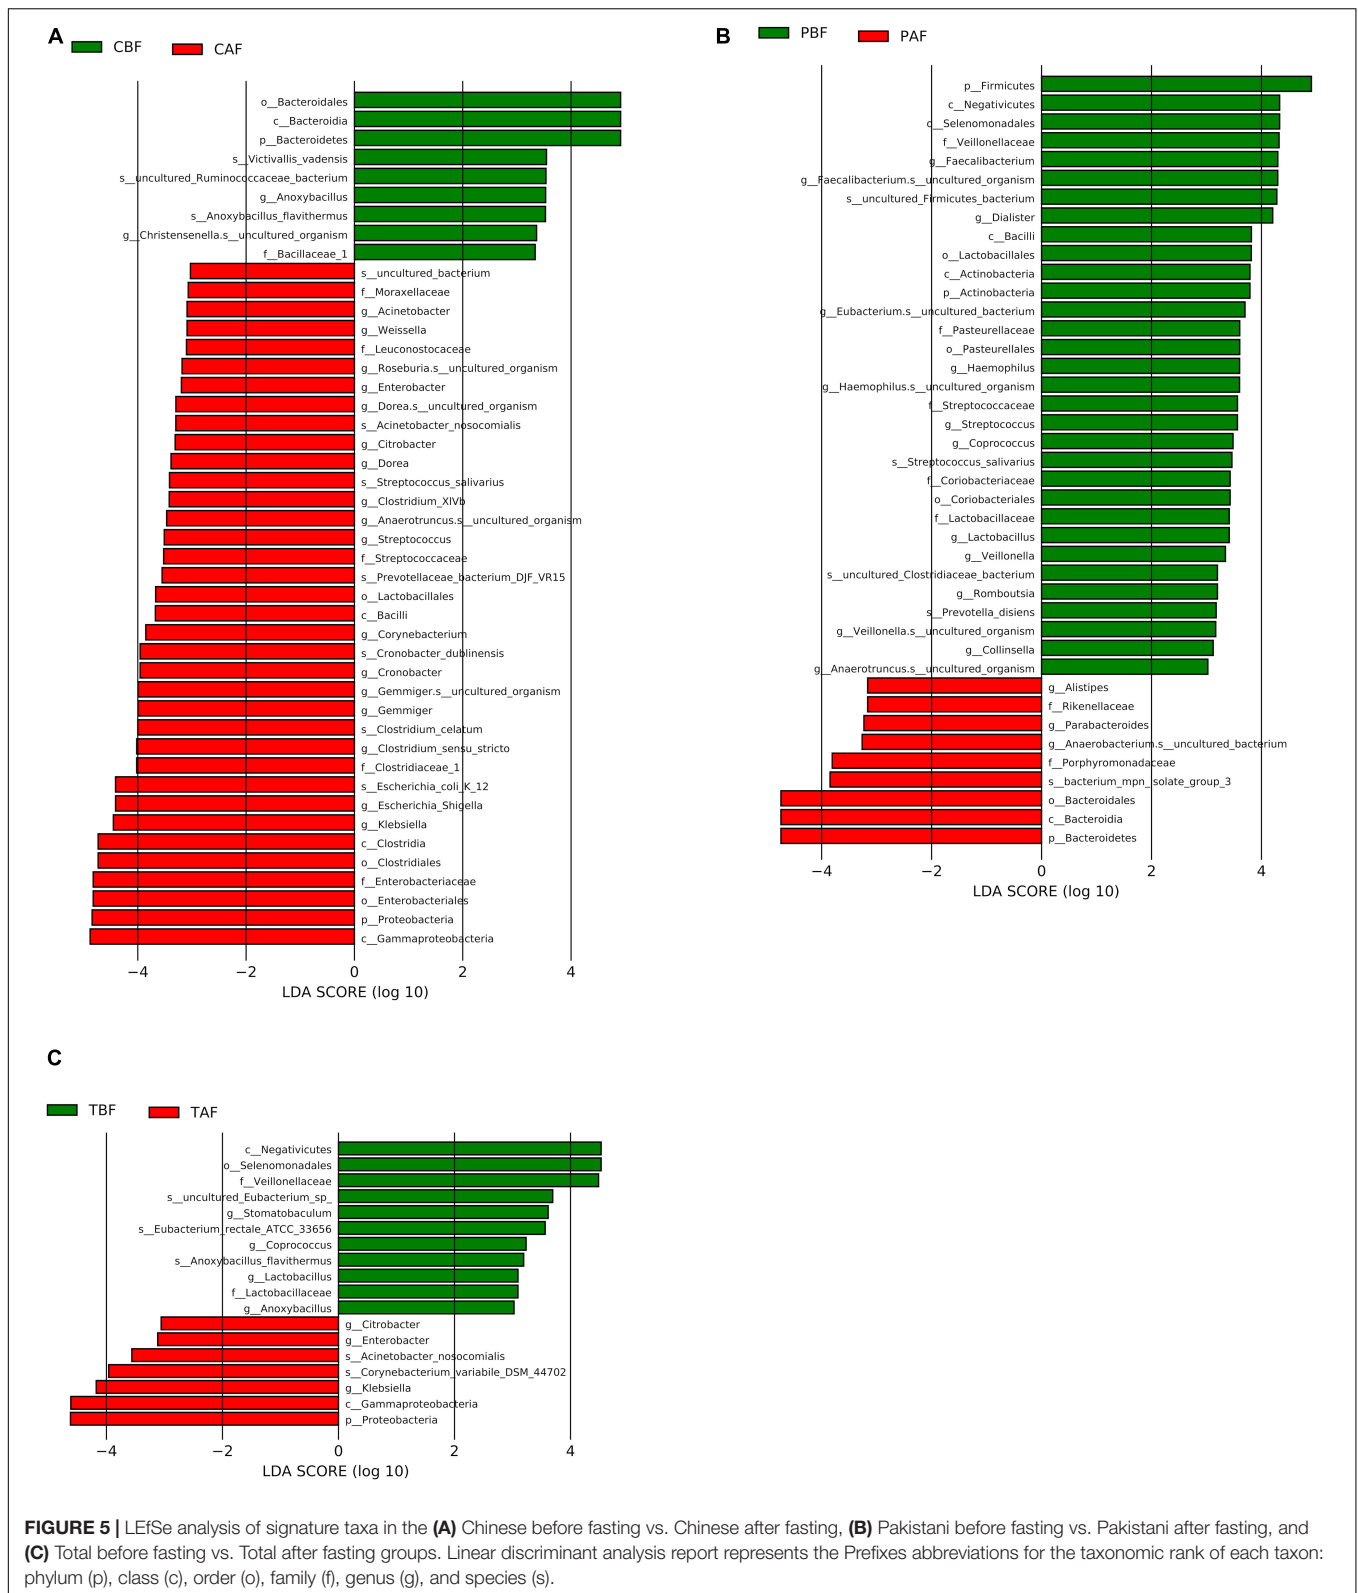 A
CBF CAF
o__Bacteroidales
c__Bacteroidia
p__Bacteroidetes
s__Victivallis_vadensis
s__uncultured_Ruminococcaceae_bacterium
g__Anoxybacillus
s__Anoxybacillus_flavithermus
g__Christensenella.s__uncultured_organism
f__Bacillaceae_1
s__uncultured_bacterium
f__Moraxellaceae
g__Acinetobacter
g__Weissella
f__Leuconostocaceae
g__Roseburia.s__uncultured_organism
g__Enterobacter
g__Dorea.s__uncultured_organism
s__Acinetobacter_nosocomialis
g__Citrobacter
g__Dorea
s__Streptococcus_salivarius
g__Clostridium_XlVb
g__Anaerotruncus.s__uncultured_organism
g__Streptococcus
f__Streptococcaceae
s__Prevotellaceae_bacterium_DJF_VR15
o__Lactobacillales
c__Bacilli
g__Corynebacterium
s__Cronobacter_dublinensis
g__Cronobacter
g__Gemmiger.s__uncultured_organism
g__Gemmiger
s__Clostridium_celatum
g__Clostridium_sensu_stricto
f__Clostridiaceae_1
s__Escherichia_coli_K_12
g__Escherichia_Shigella
g__Klebsiella
c__Clostridia
o__Clostridiales
f__Enterobacteriaceae
o__Enterobacteriales
p__Proteobacteria
c__Gammaproteobacteria
−4 −2 0 2 4
LDA SCORE (log 10)
B
PBF PAF
p__Firmicutes
c__Negativicutes
o__Selenomonadales
f__Veillonellaceae
g__Faecalibacterium
g__Faecalibacterium.s__uncultured_organism
s__uncultured_Firmicutes_bacterium
g__Dialister
c__Bacilli
o__Lactobacillales
c__Actinobacteria
p__Actinobacteria
g__Eubacterium.s__uncultured_bacterium
f__Pasteurellaceae
o__Pasteurellales
g__Haemophilus
g__Haemophilus.s__uncultured_organism
f__Streptococcaceae
g__Streptococcus
g__Coprococcus
s__Streptococcus_salivarius
f__Coriobacteriaceae
o__Coriobacteriales
f__Lactobacillaceae
g__Lactobacillus
g__Veillonella
s__uncultured_Clostridiaceae_bacterium
g__Romboutsia
s__Prevotella_disiens
g__Veillonella.s__uncultured_organism
g__Collinsella
g__Anaerotruncus.s__uncultured_organism
g__Alistipes
f__Rikenellaceae
g__Parabacteroides
g__Anaerobacterium.s__uncultured_bacterium
f__Porphyromonadaceae
s__bacterium_mpn_isolate_group_3
o__Bacteroidales
c__Bacteroidia
p__Bacteroidetes
−4 −2 0 2 4
LDA SCORE (log 10)
C
TBF TAF
c__Negativicutes
o__Selenomonadales
f__Veillonellaceae
s__uncultured_Eubacterium_sp_
g__Stomatobaculum
s__Eubacterium_rectale_ATCC_33656
g__Coprococcus
s__Anoxybacillus_flavithermus
g__Lactobacillus
f__Lactobacillaceae
g__Anoxybacillus
g__Citrobacter
g__Enterobacter
s__Acinetobacter_nosocomialis
s__Corynebacterium_variabile_DSM_44702
g__Klebsiella
c__Gammaproteobacteria
p__Proteobacteria
−4 −2 0 2 4
LDA SCORE (log 10)
FIGURE 5 | LEfSe analysis of signature taxa in the (A) Chinese before fasting vs. Chinese after fasting, (B) Pakistani before fasting vs. Pakistani after fasting, and
(C) Total before fasting vs. Total after fasting groups. Linear discriminant analysis report represents the Prefixes abbreviations for the taxonomic rank of each taxon:
phylum (p), class (c), order (o), family (f), genus (g), and species (s).